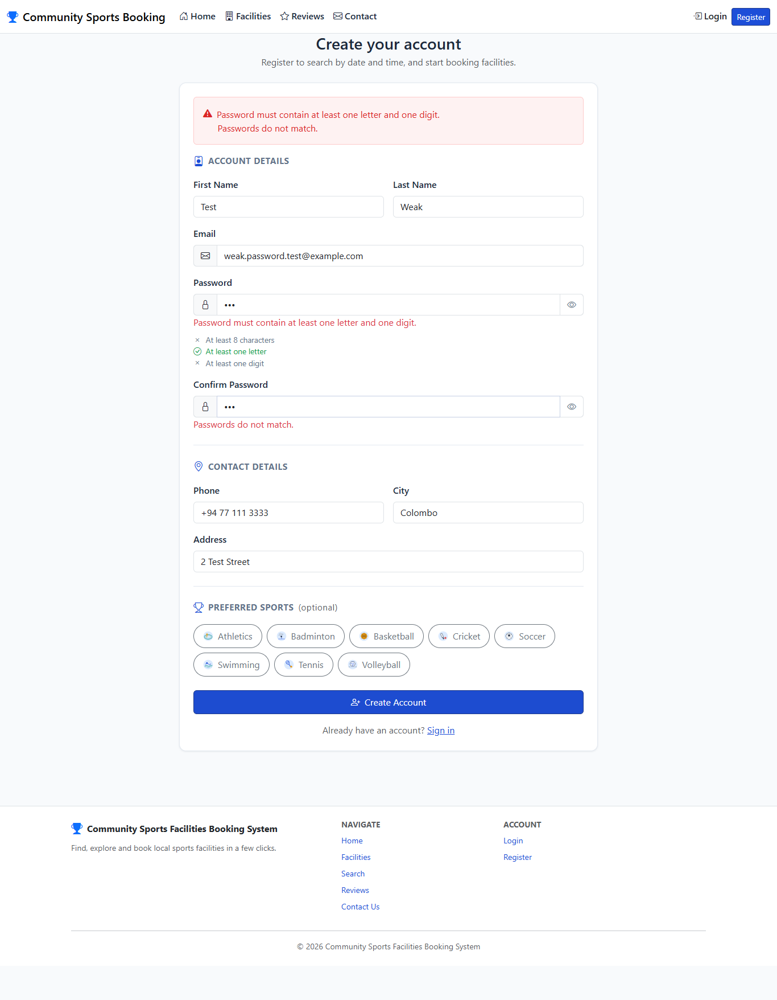 Community Sports Booking
Home
Facilities
Reviews
Contact
Login
Register
Create your account
Register to search by date and time, and start booking facilities.
Password must contain at least one letter and one digit.
Passwords do not match.
ACCOUNT DETAILS
First Name
Last Name
Test
Weak
Email
weak.password.test@example.com
Password
•••
Password must contain at least one letter and one digit.
At least 8 characters
At least one letter
At least one digit
Confirm Password
•••
Passwords do not match.
CONTACT DETAILS
Phone
City
+94 77 111 3333
Colombo
Address
2 Test Street
PREFERRED SPORTS (optional)
Athletics
Badminton
Basketball
Cricket
Soccer
Swimming
Tennis
Volleyball
Create Account
Already have an account? Sign in
Community Sports Facilities Booking System
Find, explore and book local sports facilities in a few clicks.
NAVIGATE
Home
Facilities
Search
Reviews
Contact Us
ACCOUNT
Login
Register
© 2026 Community Sports Facilities Booking System